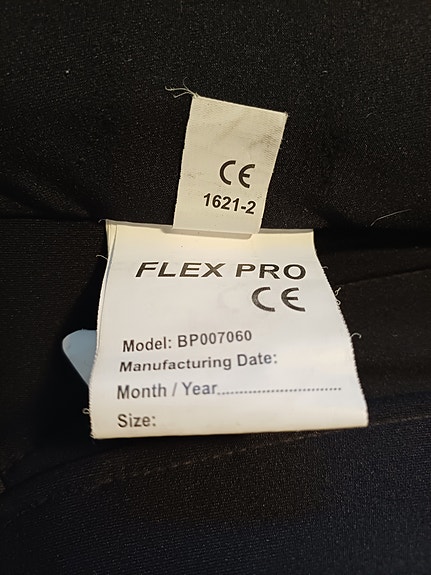 CE
1621-2
FLEX PRO
CE
Model: BP007060
Manufacturing Date:
Month / Year..............................
Size: